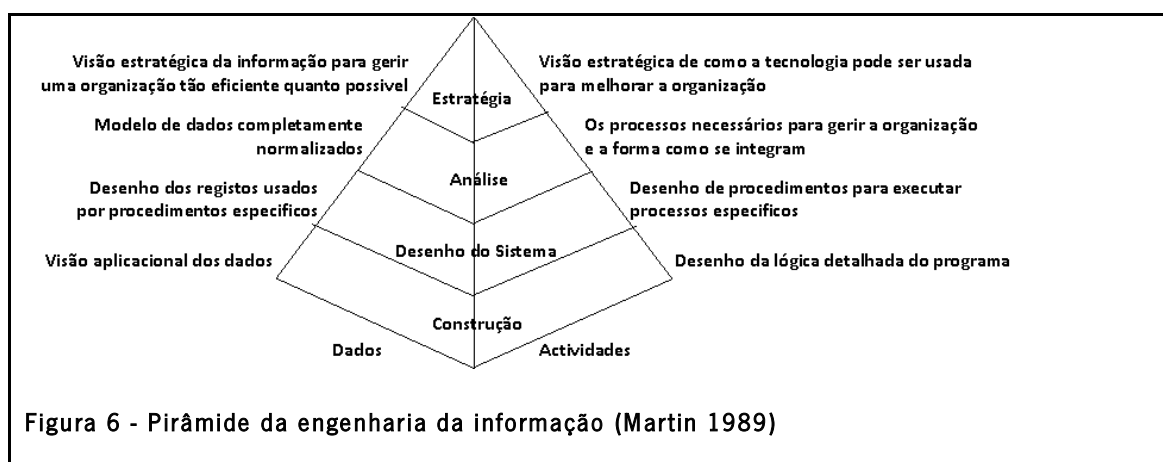 Visão estratégica da informação para gerir
uma organização tão eficiente quanto possivel
Visão estratégica de como a tecnologia pode ser usada
para melhorar a organização
Estratégia
Modelo de dados completamente
normalizados
Os processos necessários para gerir a organização
e a forma como se integram
Análise
Desenho dos registos usados
por procedimentos especificos
Desenho de procedimentos para executar
processos especificos
Desenho do Sistema
Visão aplicacional dos dados
Desenho da lógica detalhada do programa
Construção
Dados
Actividades
Figura 6 - Pirâmide da engenharia da informação (Martin 1989)